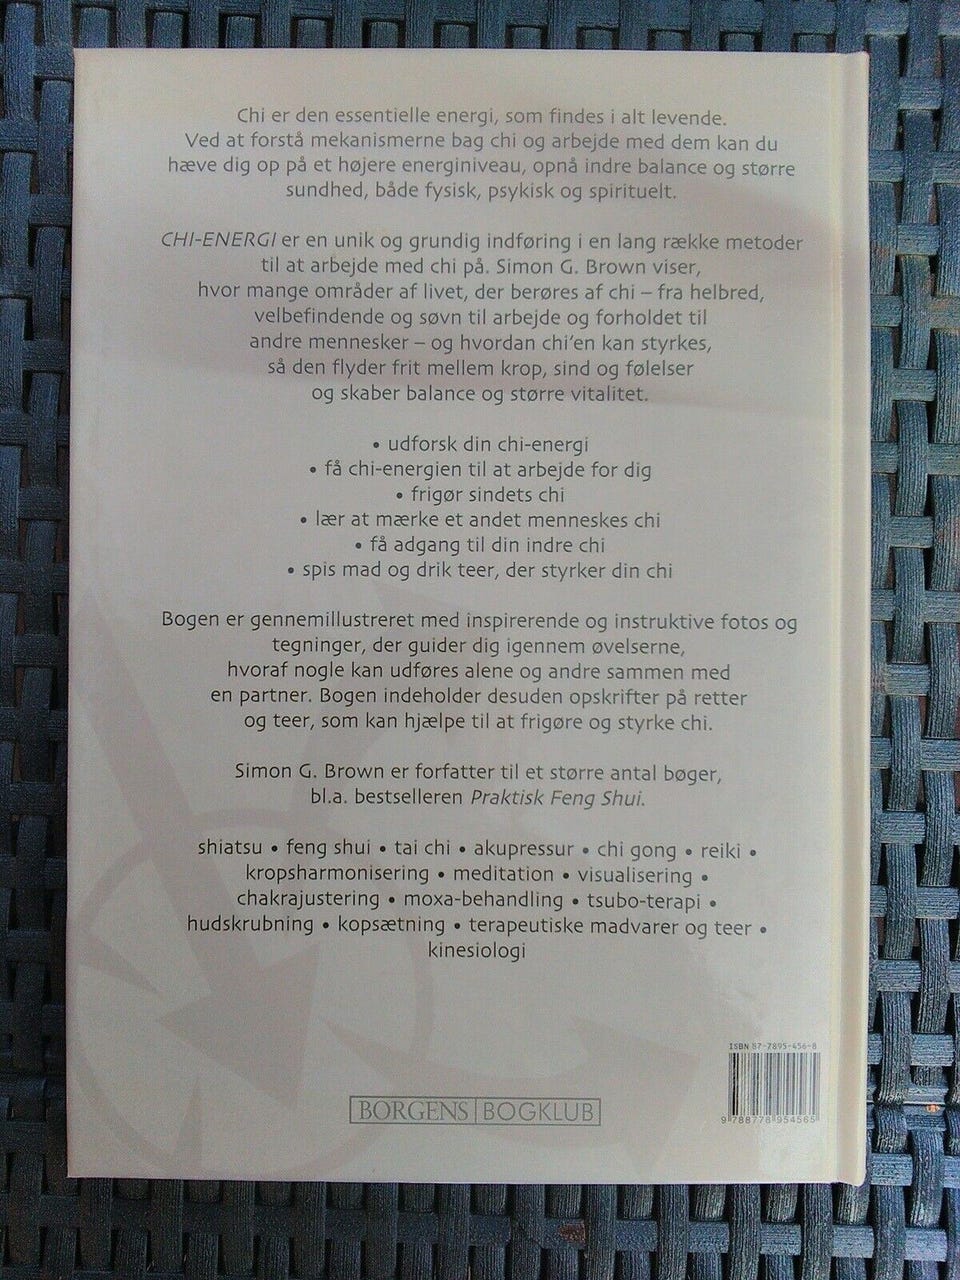 Chi er den essentielle energi, som findes i alt levende.
Ved at forstå mekanismerne bag chi og arbejde med dem kan du
hæve dig op på et højere energiniveau, opnå indre balance og større
sundhed, både fysisk, psykisk og spirituelt.
CHI-ENERGI er en unik og grundig indføring i en lang række metoder
til at arbejde med chi på. Simon G. Brown viser,
hvor mange områder af livet, der berøres af chi – fra helbred,
velbefindende og søvn til arbejde og forholdet til
andre mennesker – og hvordan chi'en kan styrkes,
så den flyder frit mellem krop, sind og følelser
og skaber balance og større vitalitet.
• udforsk din chi-energi
• få chi-energien til at arbejde for dig
• frigør sindets chi
• lær at mærke et andet menneskes chi
• få adgang til din indre chi
• spis mad og drik teer, der styrker din chi
Bogen er gennemillustreret med inspirerende og instruktive fotos og
tegninger, der guider dig igennem øvelserne,
hvoraf nogle kan udføres alene og andre sammen med
en partner. Bogen indeholder desuden opskrifter på retter
og teer, som kan hjælpe til at frigøre og styrke chi.
Simon G. Brown er forfatter til et større antal bøger,
bl.a. bestselleren Praktisk Feng Shui.
shiatsu • feng shui • tai chi • akupressur • chi gong • reiki •
kropsharmonisering • meditation • visualisering •
chakrajustering • moxa-behandling • tsubo-terapi •
hudskrubning • kopsætning • terapeutiske madvarer og teer •
kinesiologi
ISBN 87-7895-456-8
9 788778 954565
BORGENS BOGKLUB